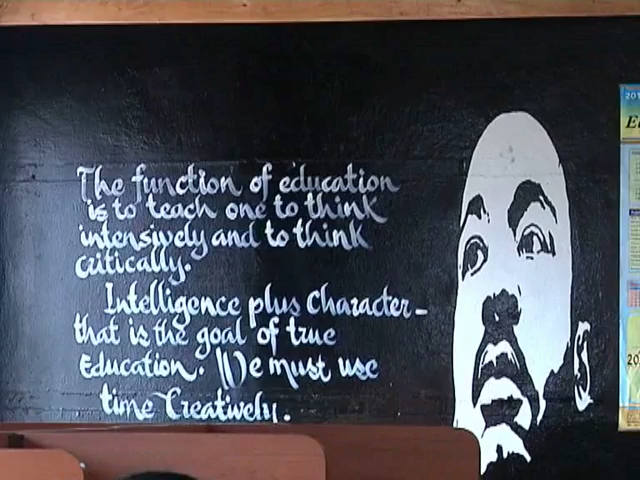 The function of education
is to teach one to think
intensively and to think
critically.
Intelligence plus Character-
that is the goal of true
Education. We must use
time Creatively.
201